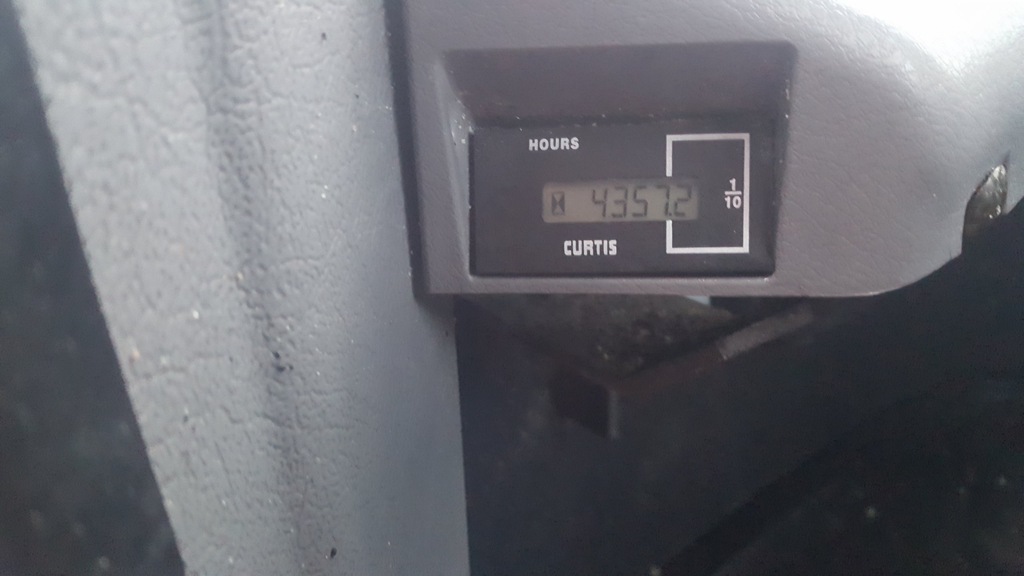 HOURS
4357.2
1/10
CURTIS